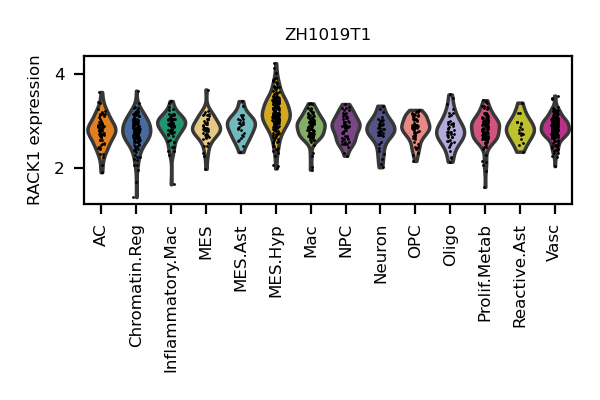 ZH1019T1
RACK1 expression
4
2
AC
Chromatin.Reg
Inflammatory.Mac
MES
MES.Ast
MES.Hyp
Mac
NPC
Neuron
OPC
Oligo
Prolif.Metab
Reactive.Ast
Vasc